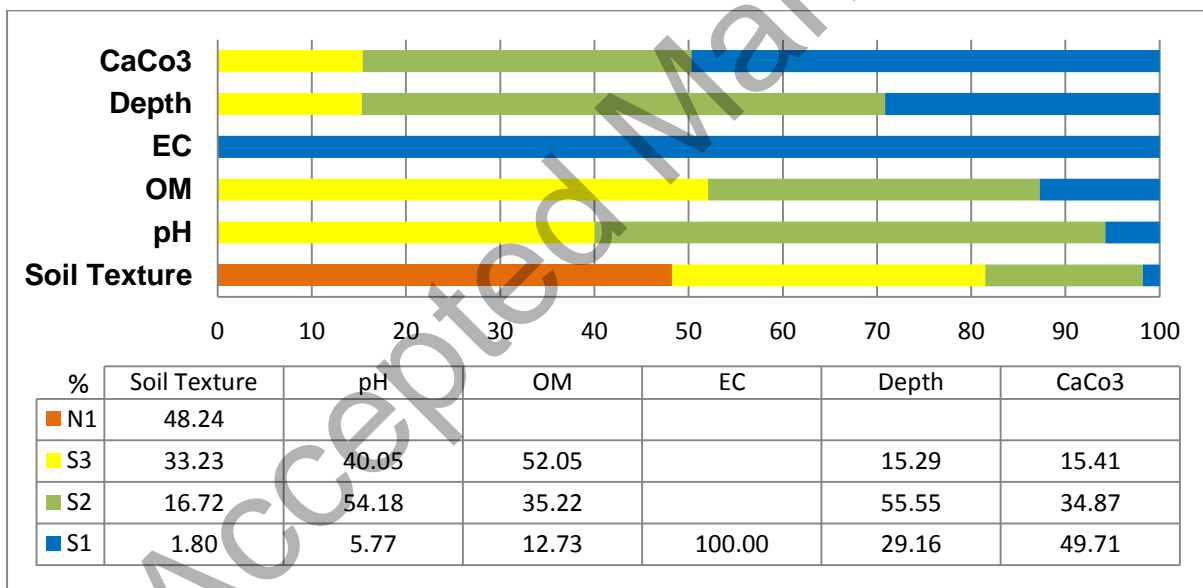 CaCo3
Depth
EC
OM
pH
Soil Texture
0 10 20 30 40 50 60 70 80 90 100
% Soil Texture pH OM EC Depth CaCo3
N1 48.24
S3 33.23 40.05 52.05 15.29 15.41
S2 16.72 54.18 35.22 55.55 34.87
S1 1.80 5.77 12.73 100.00 29.16 49.71
Accepted Man